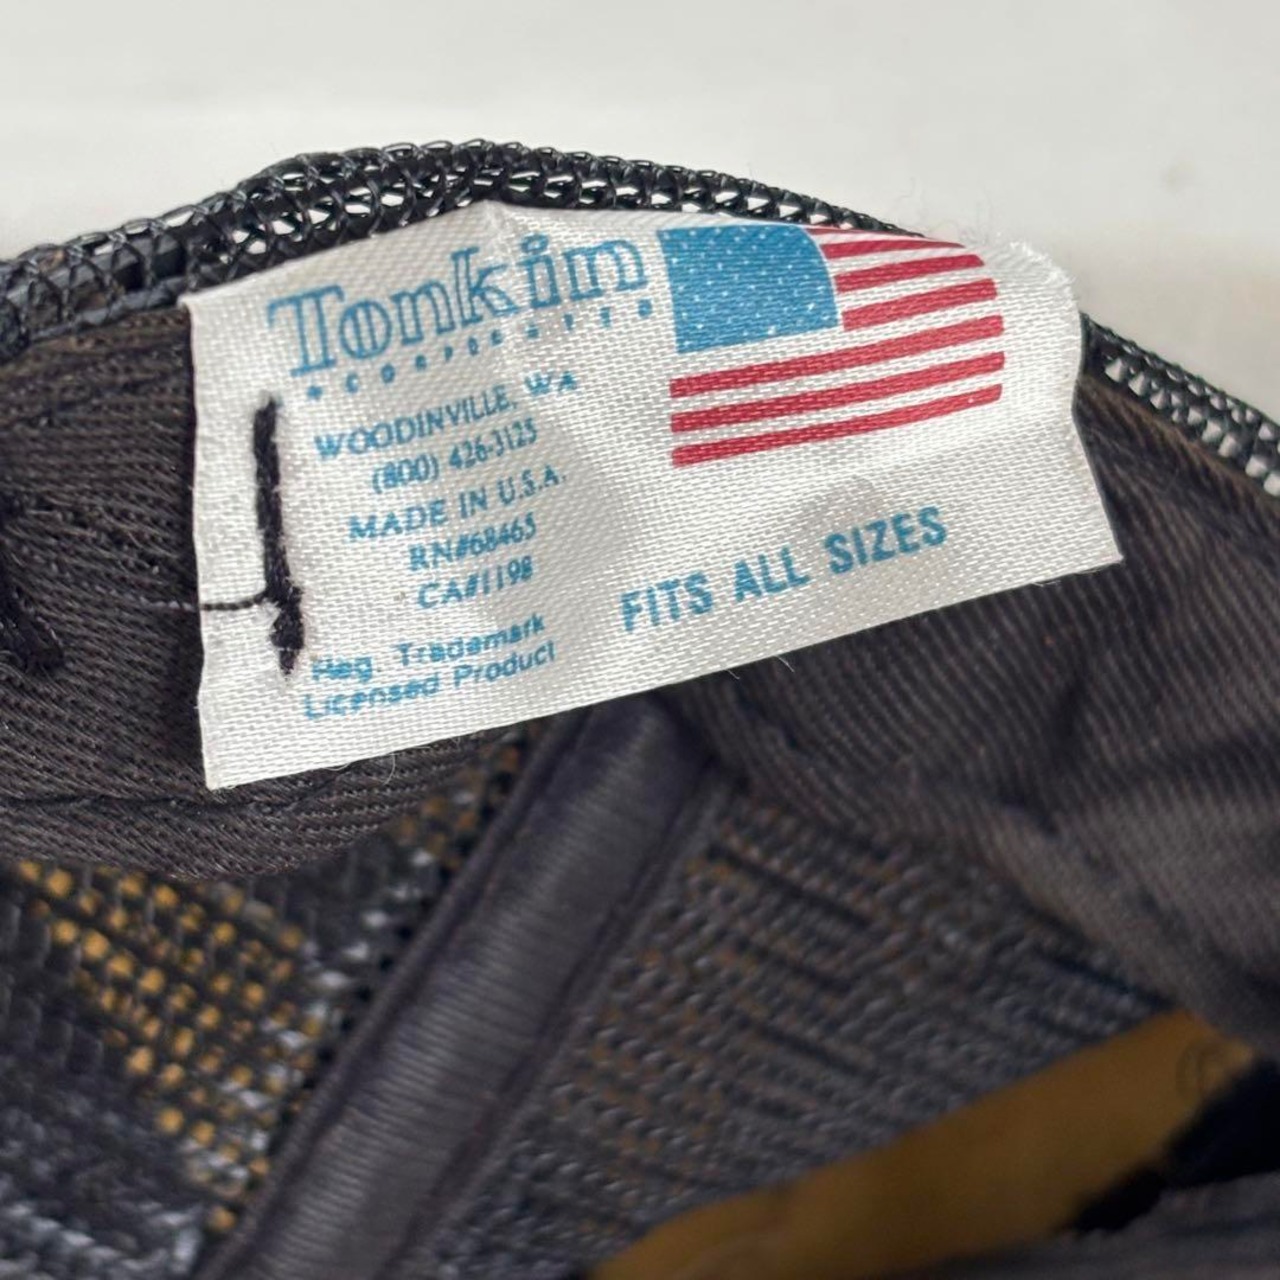 Tonkin
CORPORATED
WOODINVILLE, WA
(800) 426-3125
MADE IN U.S.A.
RN#68465
CA#1198
Reg. Trademark
Licensed Product
FITS ALL SIZES